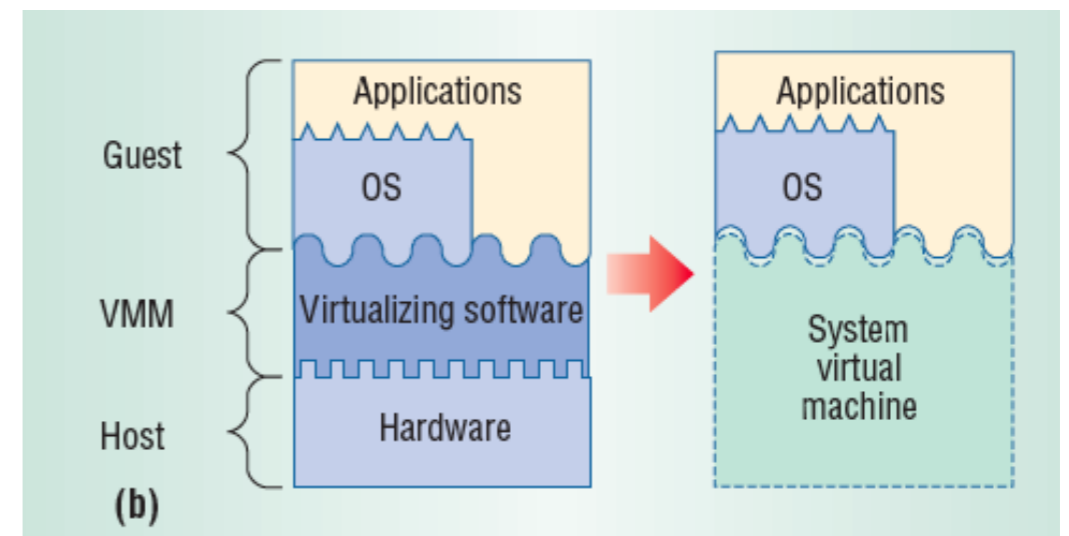 Applications
Guest
OS
VMM
Virtualizing software
Host
Hardware
(b)
Applications
OS
System
virtual
machine